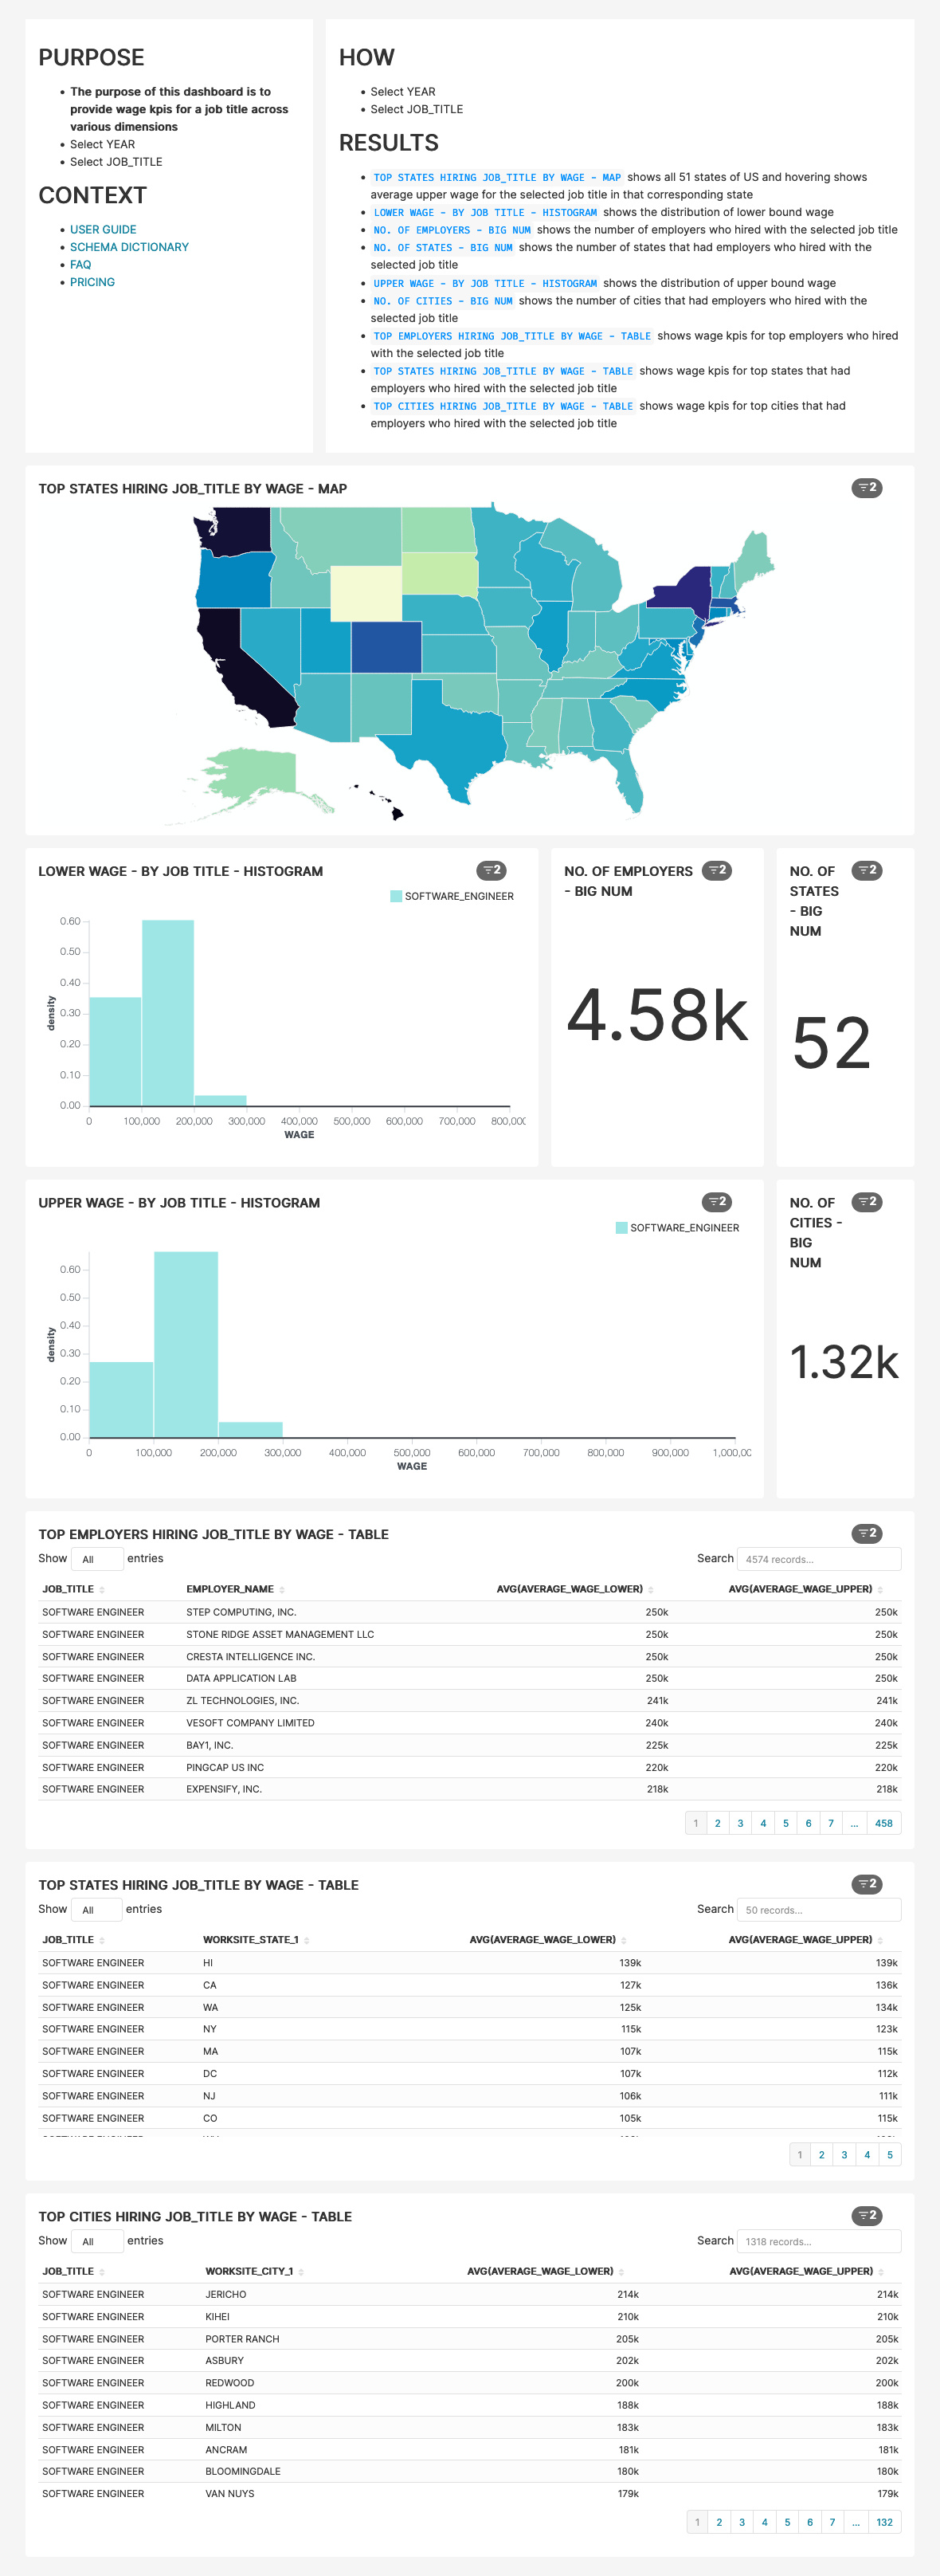 PURPOSE
The purpose of this dashboard is to
provide wage kpis for a job title across
various dimensions
Select YEAR
Select JOB_TITLE
CONTEXT
USER GUIDE
SCHEMA DICTIONARY
FAQ
PRICING
HOW
Select YEAR
Select JOB_TITLE
RESULTS
TOP STATES HIRING JOB_TITLE BY WAGE - MAP shows all 51 states of US and hovering shows
average upper wage for the selected job title in that corresponding state
LOWER WAGE - BY JOB TITLE - HISTOGRAM shows the distribution of lower bound wage
NO. OF EMPLOYERS - BIG NUM shows the number of employers who hired with the selected job title
NO. OF STATES - BIG NUM shows the number of states that had employers who hired with the
selected job title
UPPER WAGE - BY JOB TITLE - HISTOGRAM shows the distribution of upper bound wage
NO. OF CITIES - BIG NUM shows the number of cities that had employers who hired with the
selected job title
TOP EMPLOYERS HIRING JOB_TITLE BY WAGE - TABLE shows wage kpis for top employers who hired
with the selected job title
TOP STATES HIRING JOB_TITLE BY WAGE - TABLE shows wage kpis for top states that had
employers who hired with the selected job title
TOP CITIES HIRING JOB_TITLE BY WAGE - TABLE shows wage kpis for top cities that had
employers who hired with the selected job title
TOP STATES HIRING JOB_TITLE BY WAGE - MAP
2
LOWER WAGE - BY JOB TITLE - HISTOGRAM
2
SOFTWARE_ENGINEER
0.60
0.50
0.40
0.30
0.20
0.10
0.00
density
0 100,000 200,000 300,000 400,000 500,000 600,000 700,000 800,00
WAGE
NO. OF EMPLOYERS
- BIG NUM
2
4.58k
NO. OF
STATES
- BIG
NUM
2
52
UPPER WAGE - BY JOB TITLE - HISTOGRAM
2
SOFTWARE_ENGINEER
0.60
0.50
0.40
0.30
0.20
0.10
0.00
density
0 100,000 200,000 300,000 400,000 500,000 600,000 700,000 800,000 900,000 1,000,0
WAGE
NO. OF
CITIES -
BIG
NUM
2
1.32k
TOP EMPLOYERS HIRING JOB_TITLE BY WAGE - TABLE
2
Show All entries Search 4574 records...
JOB_TITLE EMPLOYER_NAME AVG(AVERAGE_WAGE_LOWER) AVG(AVERAGE_WAGE_UPPER)
SOFTWARE ENGINEER STEP COMPUTING, INC. 250k 250k
SOFTWARE ENGINEER STONE RIDGE ASSET MANAGEMENT LLC 250k 250k
SOFTWARE ENGINEER CRESTA INTELLIGENCE INC. 250k 250k
SOFTWARE ENGINEER DATA APPLICATION LAB 250k 250k
SOFTWARE ENGINEER ZL TECHNOLOGIES, INC. 241k 241k
SOFTWARE ENGINEER VESOFT COMPANY LIMITED 240k 240k
SOFTWARE ENGINEER BAY1, INC. 225k 225k
SOFTWARE ENGINEER PINGCAP US INC 220k 220k
SOFTWARE ENGINEER EXPENSIFY, INC. 218k 218k
1 2 3 4 5 6 7 ... 458
TOP STATES HIRING JOB_TITLE BY WAGE - TABLE
2
Show All entries Search 50 records...
JOB_TITLE WORKSITE_STATE_1 AVG(AVERAGE_WAGE_LOWER) AVG(AVERAGE_WAGE_UPPER)
SOFTWARE ENGINEER HI 139k 139k
SOFTWARE ENGINEER CA 127k 136k
SOFTWARE ENGINEER WA 125k 134k
SOFTWARE ENGINEER NY 115k 123k
SOFTWARE ENGINEER MA 107k 115k
SOFTWARE ENGINEER DC 107k 112k
SOFTWARE ENGINEER NJ 106k 111k
SOFTWARE ENGINEER CO 105k 115k
1 2 3 4 5
TOP CITIES HIRING JOB_TITLE BY WAGE - TABLE
2
Show All entries Search 1318 records...
JOB_TITLE WORKSITE_CITY_1 AVG(AVERAGE_WAGE_LOWER) AVG(AVERAGE_WAGE_UPPER)
SOFTWARE ENGINEER JERICHO 214k 214k
SOFTWARE ENGINEER KIHEI 210k 210k
SOFTWARE ENGINEER PORTER RANCH 205k 205k
SOFTWARE ENGINEER ASBURY 202k 202k
SOFTWARE ENGINEER REDWOOD 200k 200k
SOFTWARE ENGINEER HIGHLAND 188k 188k
SOFTWARE ENGINEER MILTON 183k 183k
SOFTWARE ENGINEER ANCRAM 181k 181k
SOFTWARE ENGINEER BLOOMINGDALE 180k 180k
SOFTWARE ENGINEER VAN NUYS 179k 179k
1 2 3 4 5 6 7 ... 132